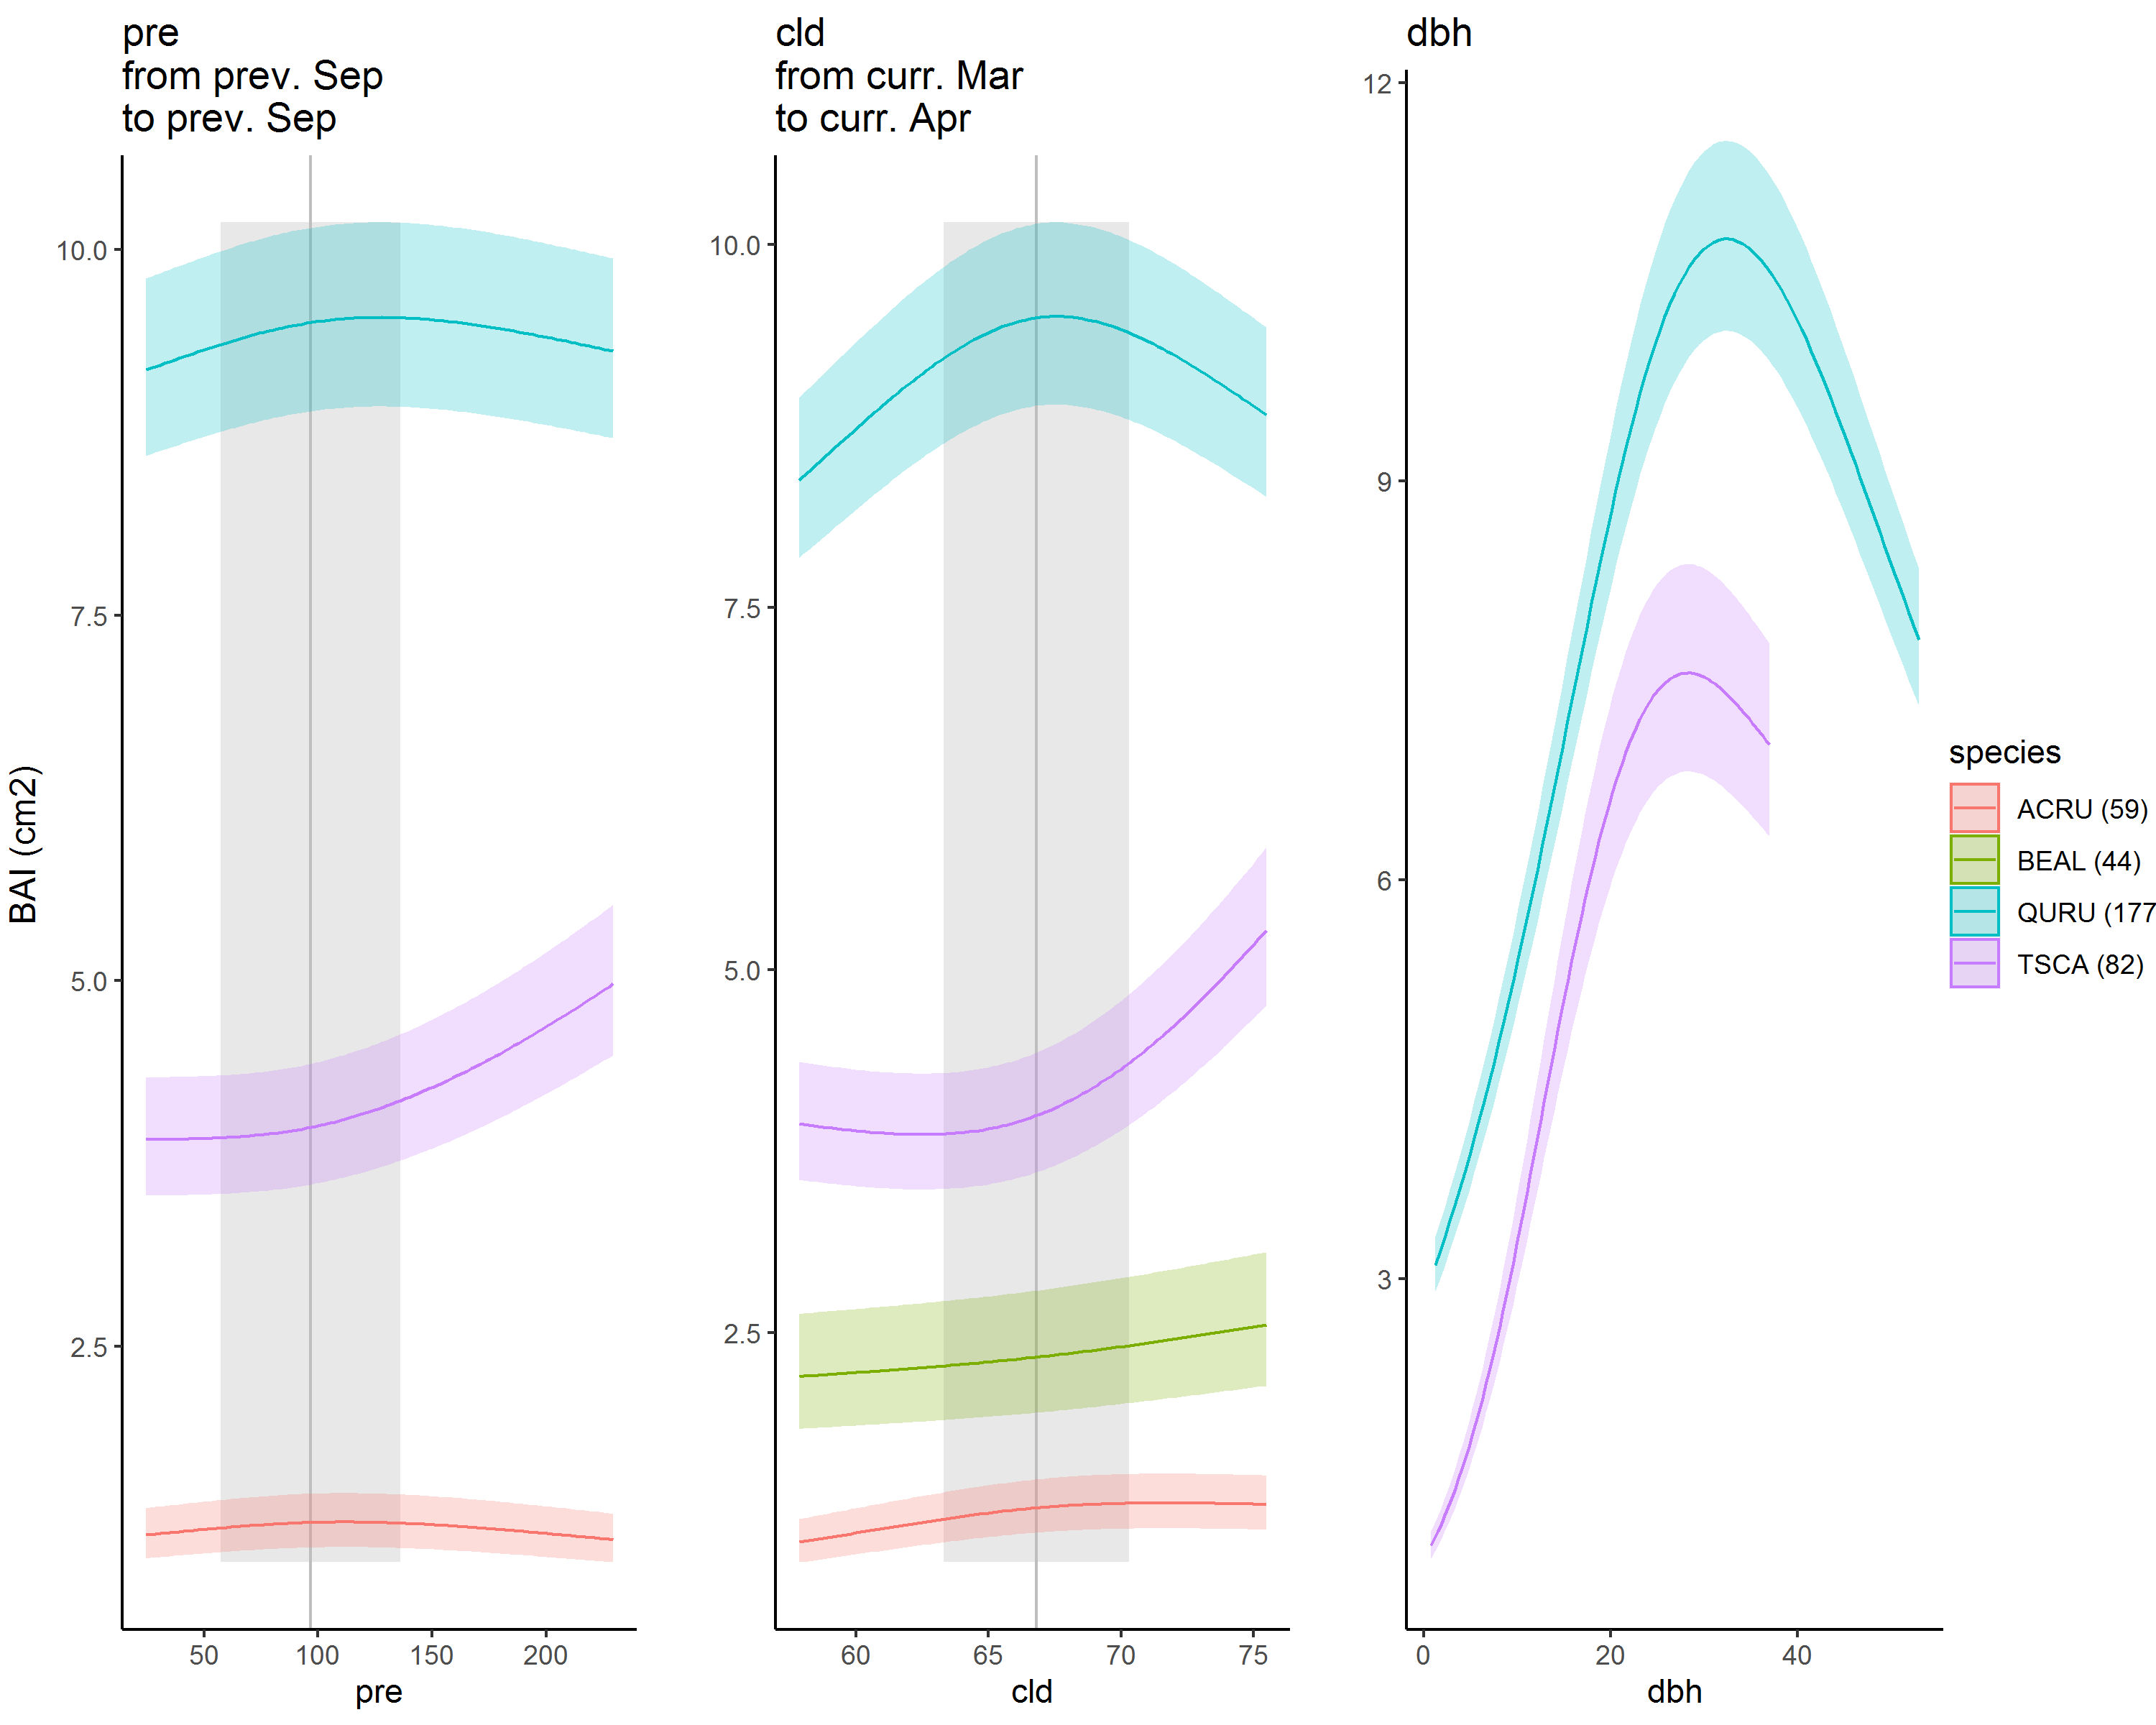 pre
from prev. Sep
to prev. Sep
cld
from curr. Mar
to curr. Apr
dbh
BAI (cm2)
10.0
7.5
5.0
2.5
50 100 150 200
pre
10.0
7.5
5.0
2.5
60 65 70 75
cld
12
9
6
3
0 20 40
dbh
species
ACRU (59)
BEAL (44)
QURU (177
TSCA (82)